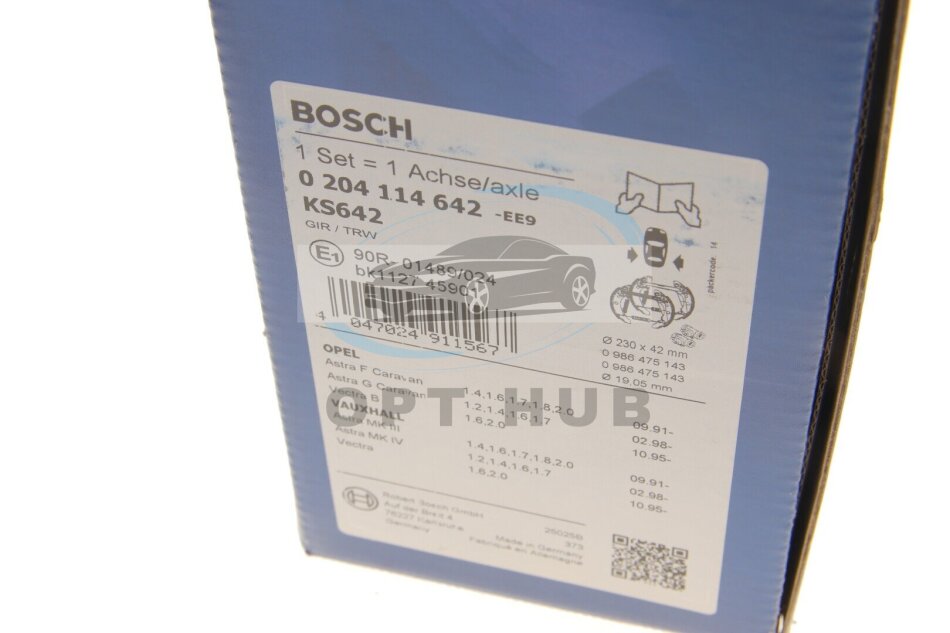 BOSCH
1 Set = 1 Achse/axle
0 204 114 642 -EE9
KS642
GIR / TRW
E1 90R- 01489/024
bk1127 4590
4 047024 911567
packercode. 14
Ø 230 x 42 mm
0 986 475 143
0 986 475 143
Ø 19,05 mm
OPEL
Astra F Caravan 1.4,1.6,1.7,1.8,2.0 09.91-
Astra G Caravan 1.2,1.4,1.6,1.7 02.98-
Vectra B 1.6,2.0 10.95-
VAUXHALL
Astra MK III 1.4,1.6,1.7,1.8,2.0 09.91-
Astra MK IV 1.2,1.4,1.6,1.7 02.98-
Vectra 1.6,2.0 10.95-
OPT HUB
Robert Bosch GmbH
Auf der Breit 4
76227 Karlsruhe
Germany
25025B
373
Made in Germany
Fabriqué en Allemagne